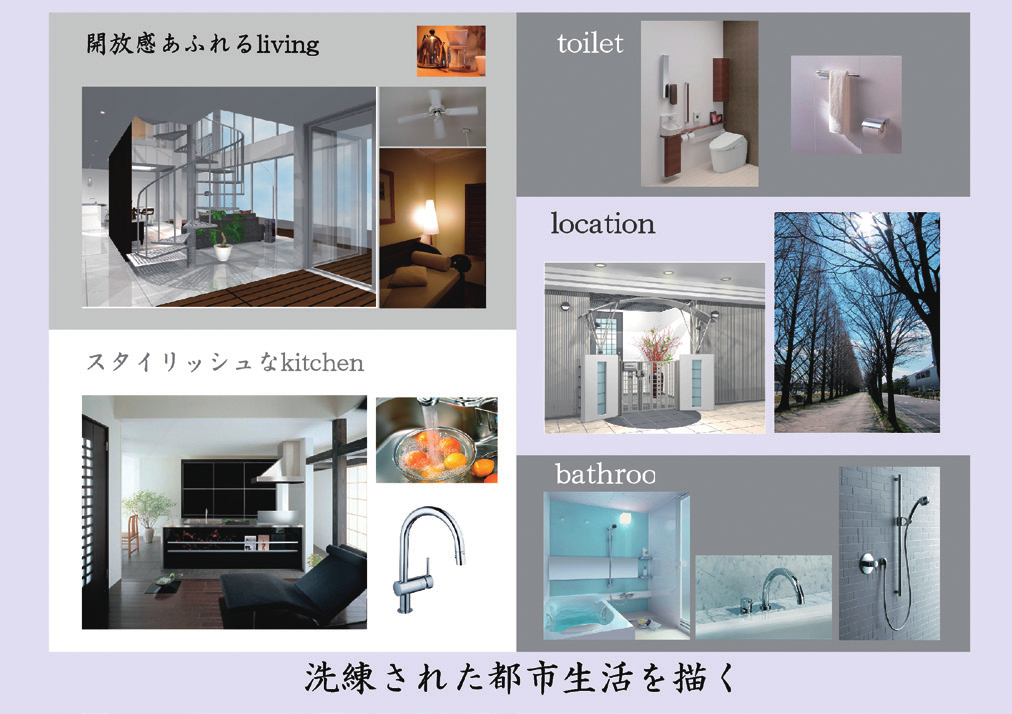 開放感あふれるliving
スタイリッシュなkitchen
toilet
location
bathroo
洗練された都市生活を描く